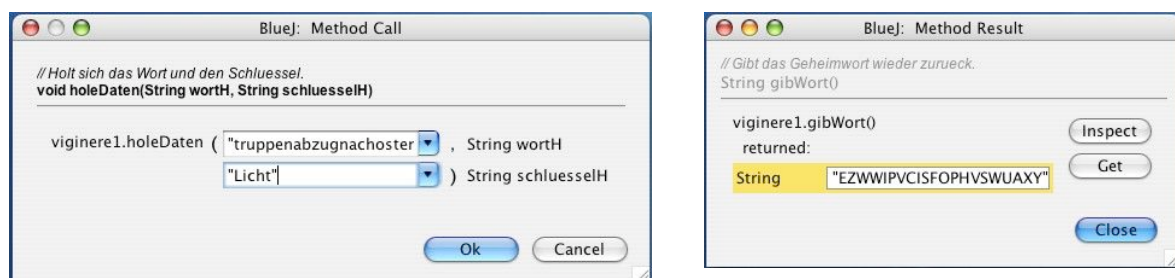 BlueJ: Method Call
// Holt sich das Wort und den Schluessel.
void holeDaten(String wortH, String schluesselH)
viginere1.holeDaten ( "truppenabzugnachoster , String wortH
"Licht" ) String schluesselH
Ok Cancel
BlueJ: Method Result
// Gibt das Geheimwort wieder zurueck.
String gibWort()
viginere1.gibWort()
returned:
String "EZWWIPVCISFOPHVSWUAXY"
Inspect
Get
Close